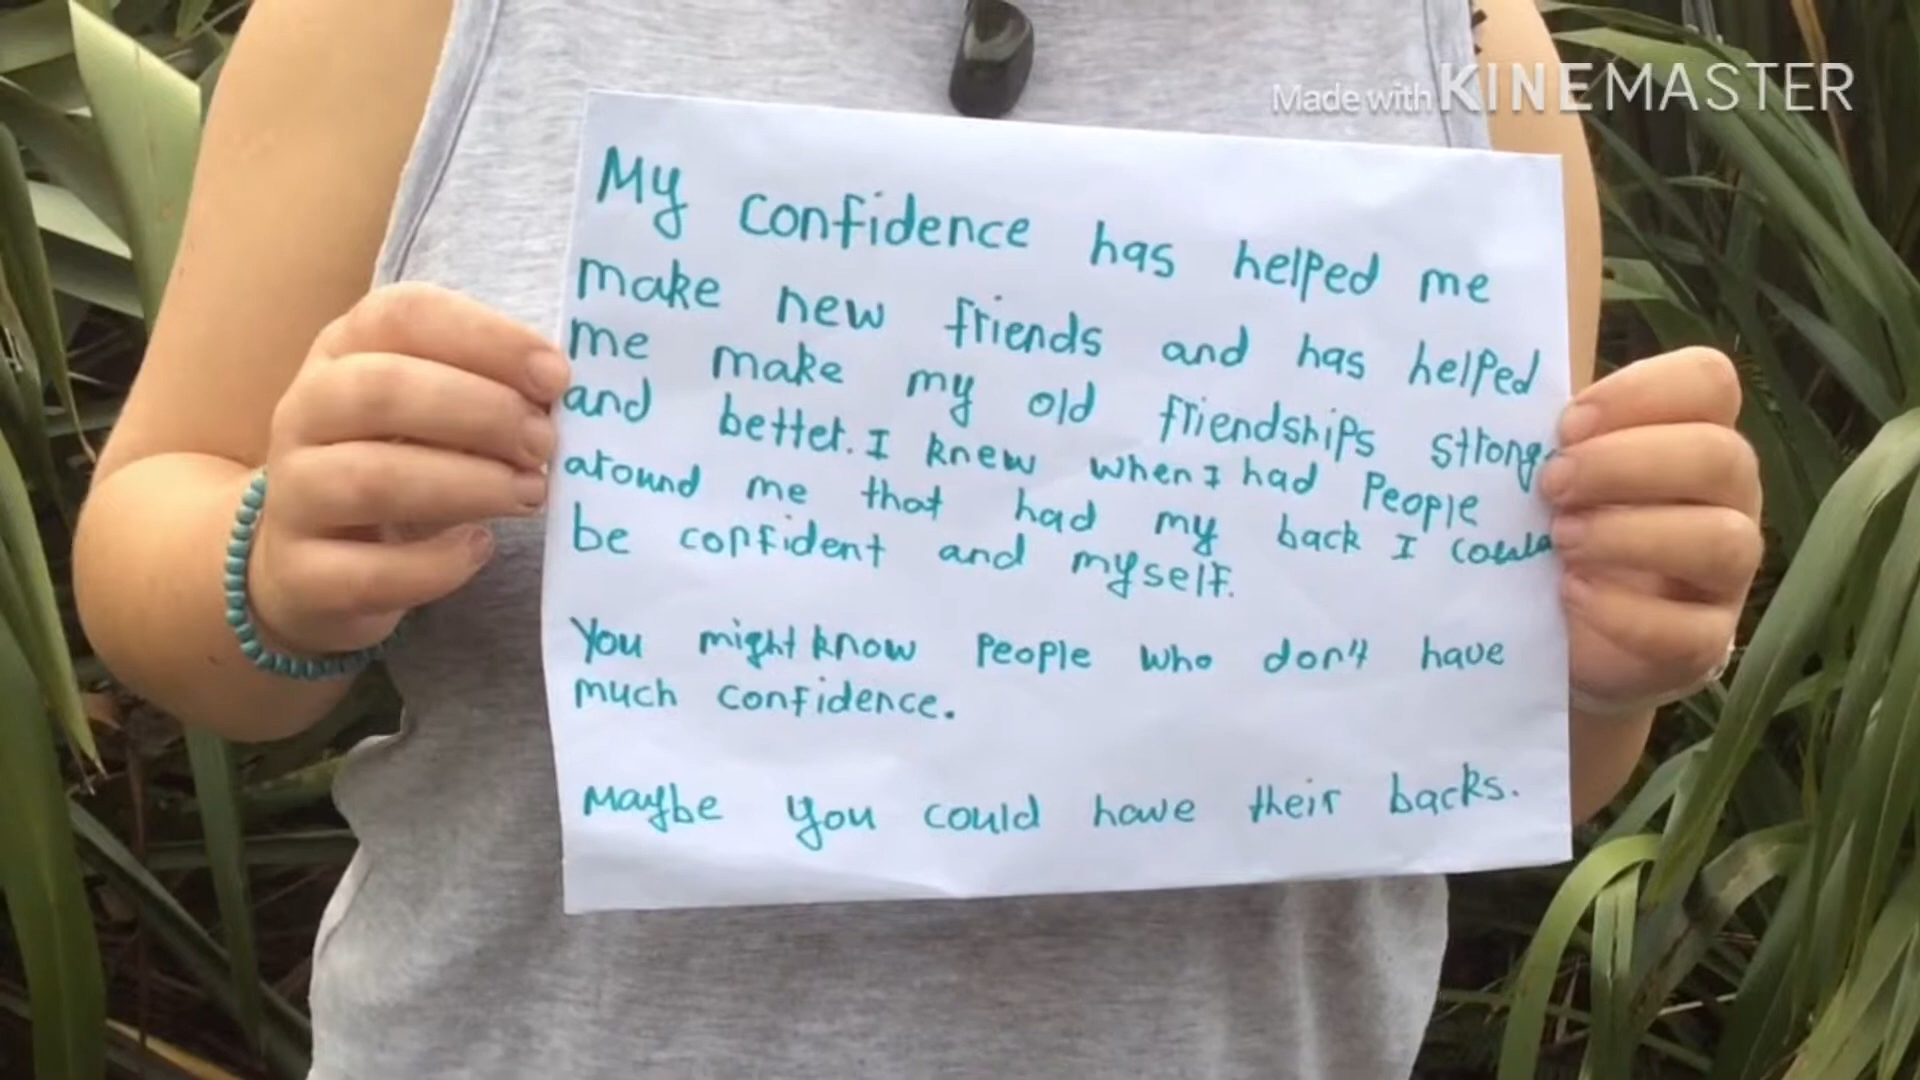 Made with KINEMASTER
My confidence has helped me
make new friends and has helped
me make my old friendships strong
and better. I knew when I had People
around me that had my back I could
be confident and myself.
You might know People who don't have
much confidence.
Maybe you could have their backs.